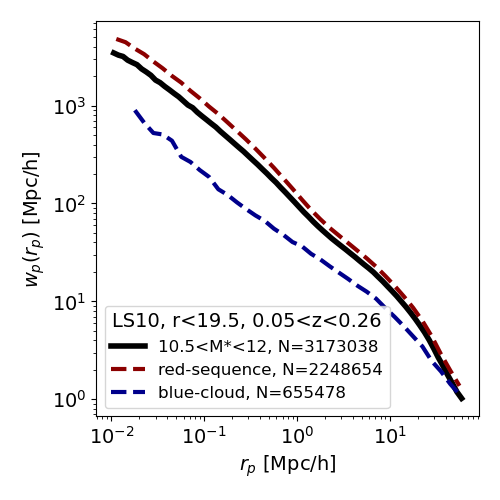 10³
10²
10¹
10⁰
w_p(r_p) [Mpc/h]
LS10, r<19.5, 0.05<z<0.26
10.5<M*<12, N=3173038
red-sequence, N=2248654
blue-cloud, N=655478
10⁻² 10⁻¹ 10⁰ 10¹
r_p [Mpc/h]